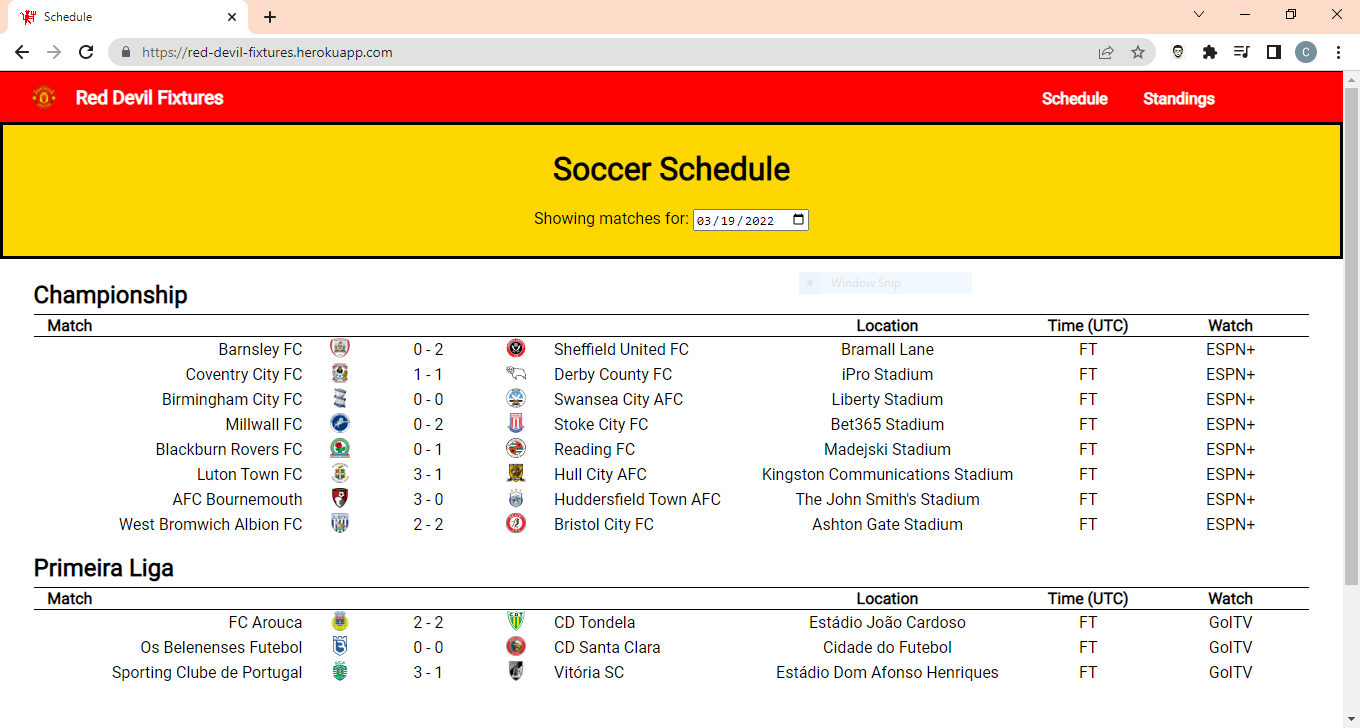 Schedule
https://red-devil-fixtures.herokuapp.com
C
Red Devil Fixtures Schedule Standings
Soccer Schedule
Showing matches for: 03/19/2022
Window Snip
Championship
Match Location Time (UTC) Watch
Barnsley FC 0 - 2 Sheffield United FC Bramall Lane FT ESPN+
Coventry City FC 1 - 1 Derby County FC iPro Stadium FT ESPN+
Birmingham City FC 0 - 0 Swansea City AFC Liberty Stadium FT ESPN+
Millwall FC 0 - 2 Stoke City FC Bet365 Stadium FT ESPN+
Blackburn Rovers FC 0 - 1 Reading FC Madejski Stadium FT ESPN+
Luton Town FC 3 - 1 Hull City AFC Kingston Communications Stadium FT ESPN+
AFC Bournemouth 3 - 0 Huddersfield Town AFC The John Smith's Stadium FT ESPN+
West Bromwich Albion FC 2 - 2 Bristol City FC Ashton Gate Stadium FT ESPN+
Primeira Liga
Match Location Time (UTC) Watch
FC Arouca 2 - 2 CD Tondela Estádio João Cardoso FT GolTV
Os Belenenses Futebol 0 - 0 CD Santa Clara Cidade do Futebol FT GolTV
Sporting Clube de Portugal 3 - 1 Vitória SC Estádio Dom Afonso Henriques FT GolTV